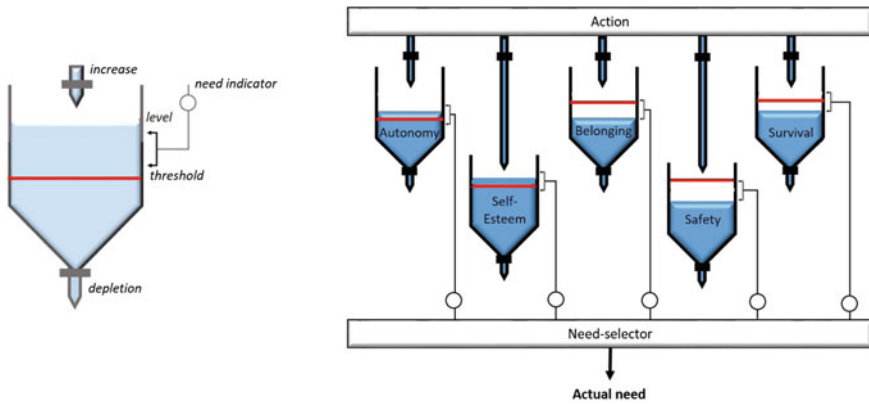 increase
need indicator
level
threshold
depletion
Action
Autonomy
Belonging
Survival
Self-
Esteem
Safety
Need-selector
Actual need